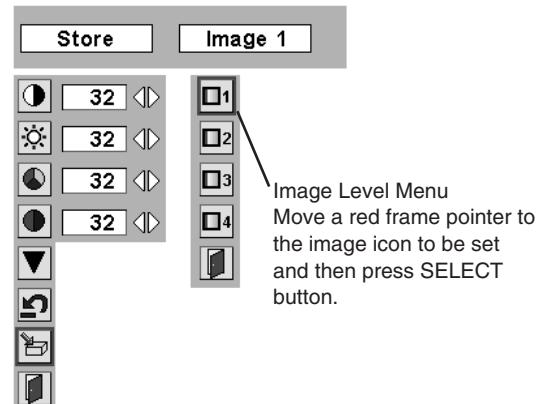 Store Image 1
32 1
32 2
32 3
32 4
Image Level Menu
Move a red frame pointer to
the image icon to be set
and then press SELECT
button.